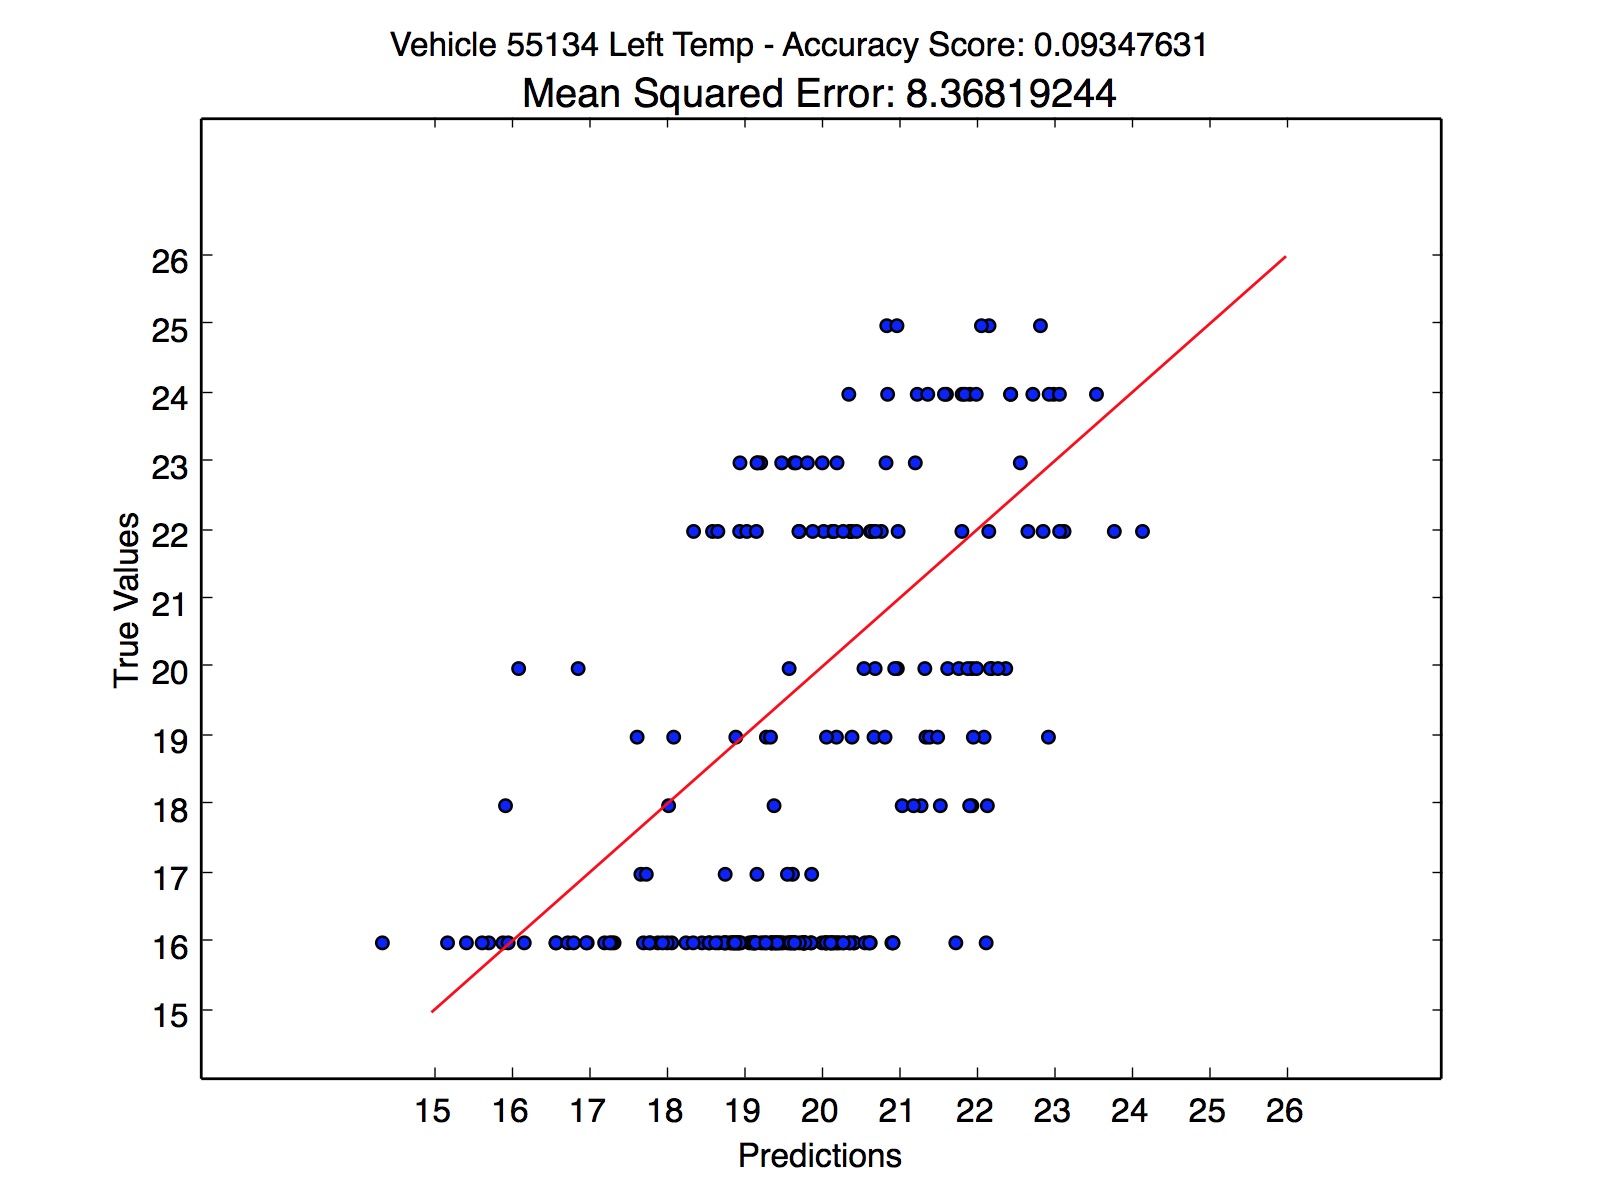 Vehicle 55134 Left Temp - Accuracy Score: 0.09347631
Mean Squared Error: 8.36819244
26
25
24
23
22
21
20
19
18
17
16
15
True Values
15 16 17 18 19 20 21 22 23 24 25 26
Predictions